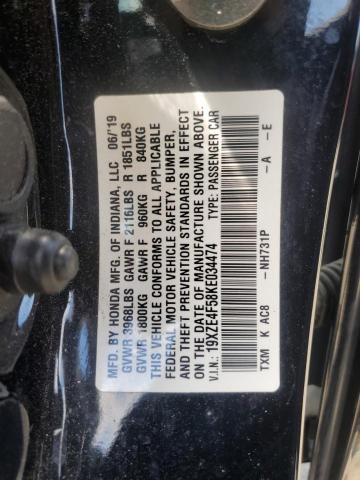 MFD. BY HONDA MFG. OF INDIANA, LLC 06/'19
GVWR 3968LBS GAWR F 2116LBS R 1851LBS
GVWR 1800KG GAWR F 960KG R 840KG
THIS VEHICLE CONFORMS TO ALL APPLICABLE
FEDERAL MOTOR VEHICLE SAFETY, BUMPER,
AND THEFT PREVENTION STANDARDS IN EFFECT
ON THE DATE OF MANUFACTURE SHOWN ABOVE.
V.I.N.: 19XZE4F58KE034474 TYPE: PASSENGER CAR
TXM K AC8 -NH731P -A -E